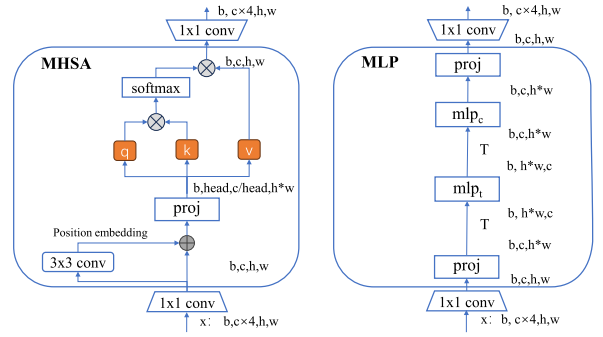 b, c×4,h,w
1x1 conv
b,c,h,w
MHSA
softmax
q
k
v
b,head,c/head,h*w
proj
Position embedding
3x3 conv
b,c,h,w
1x1 conv
x: b,c×4,h,w
b, c×4,h,w
1x1 conv
b,c,h,w
MLP
proj
b,c,h*w
mlpc
b,c,h*w
T
b, h*w,c
mlpt
b, h*w,c
T
b,c,h*w
proj
b,c,h,w
1x1 conv
x: b, c×4,h,w